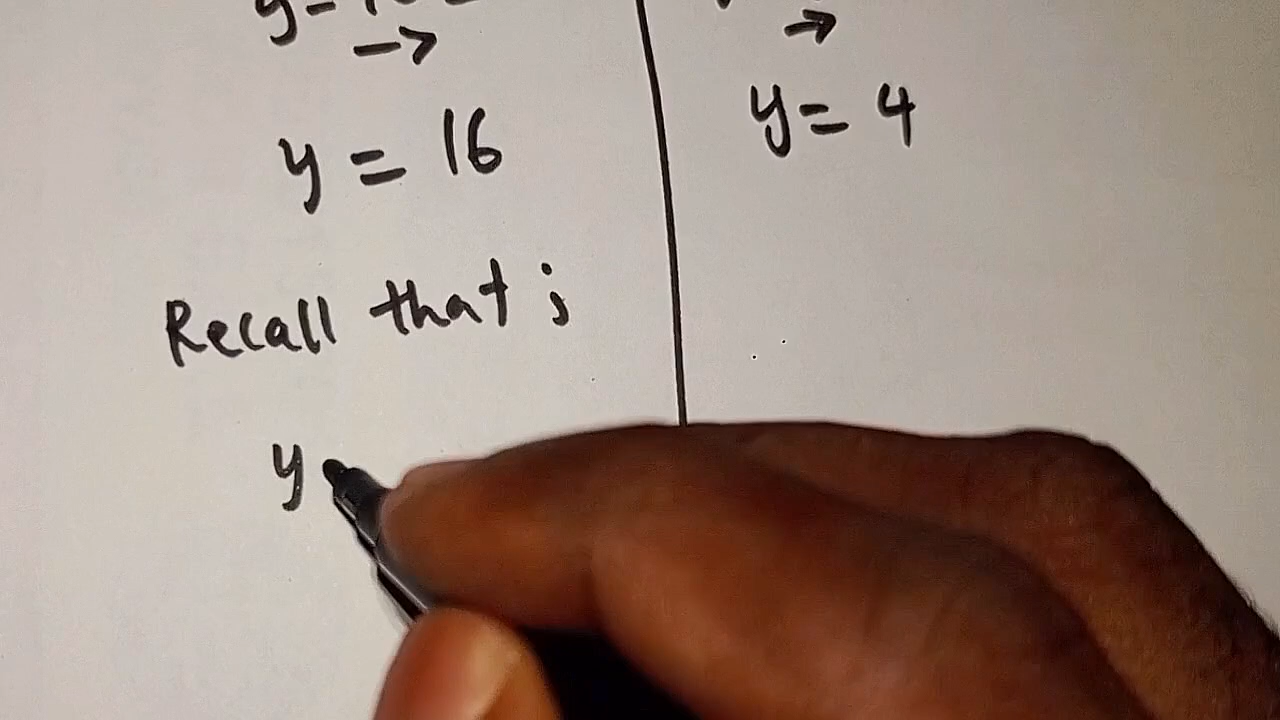 y = 16
y = 4
Recall that ;
y